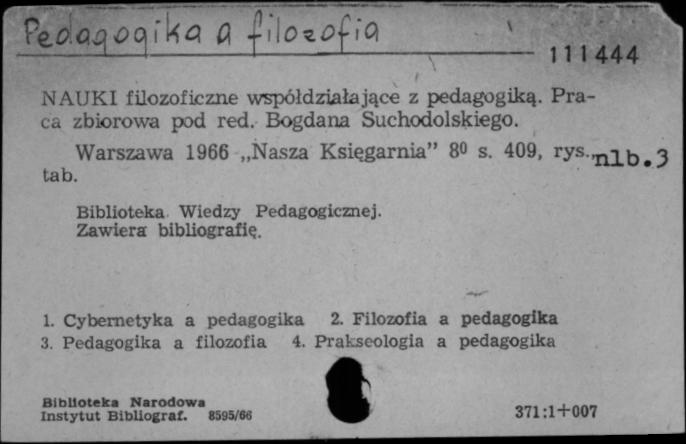 Pedagogika a filozofia
111444
NAUKI filozoficzne współdziałające z pedagogiką. Pra-
ca zbiorowa pod red. Bogdana Suchodolskiego.
Warszawa 1966 „Nasza Księgarnia” 8⁰ s. 409, rys., nlb.3
tab.
Biblioteka Wiedzy Pedagogicznej.
Zawiera bibliografię.
1. Cybernetyka a pedagogika 2. Filozofia a pedagogika
3. Pedagogika a filozofia 4. Prakseologia a pedagogika
Biblioteka Narodowa
Instytut Bibliograf. 8595/66
371:1+007